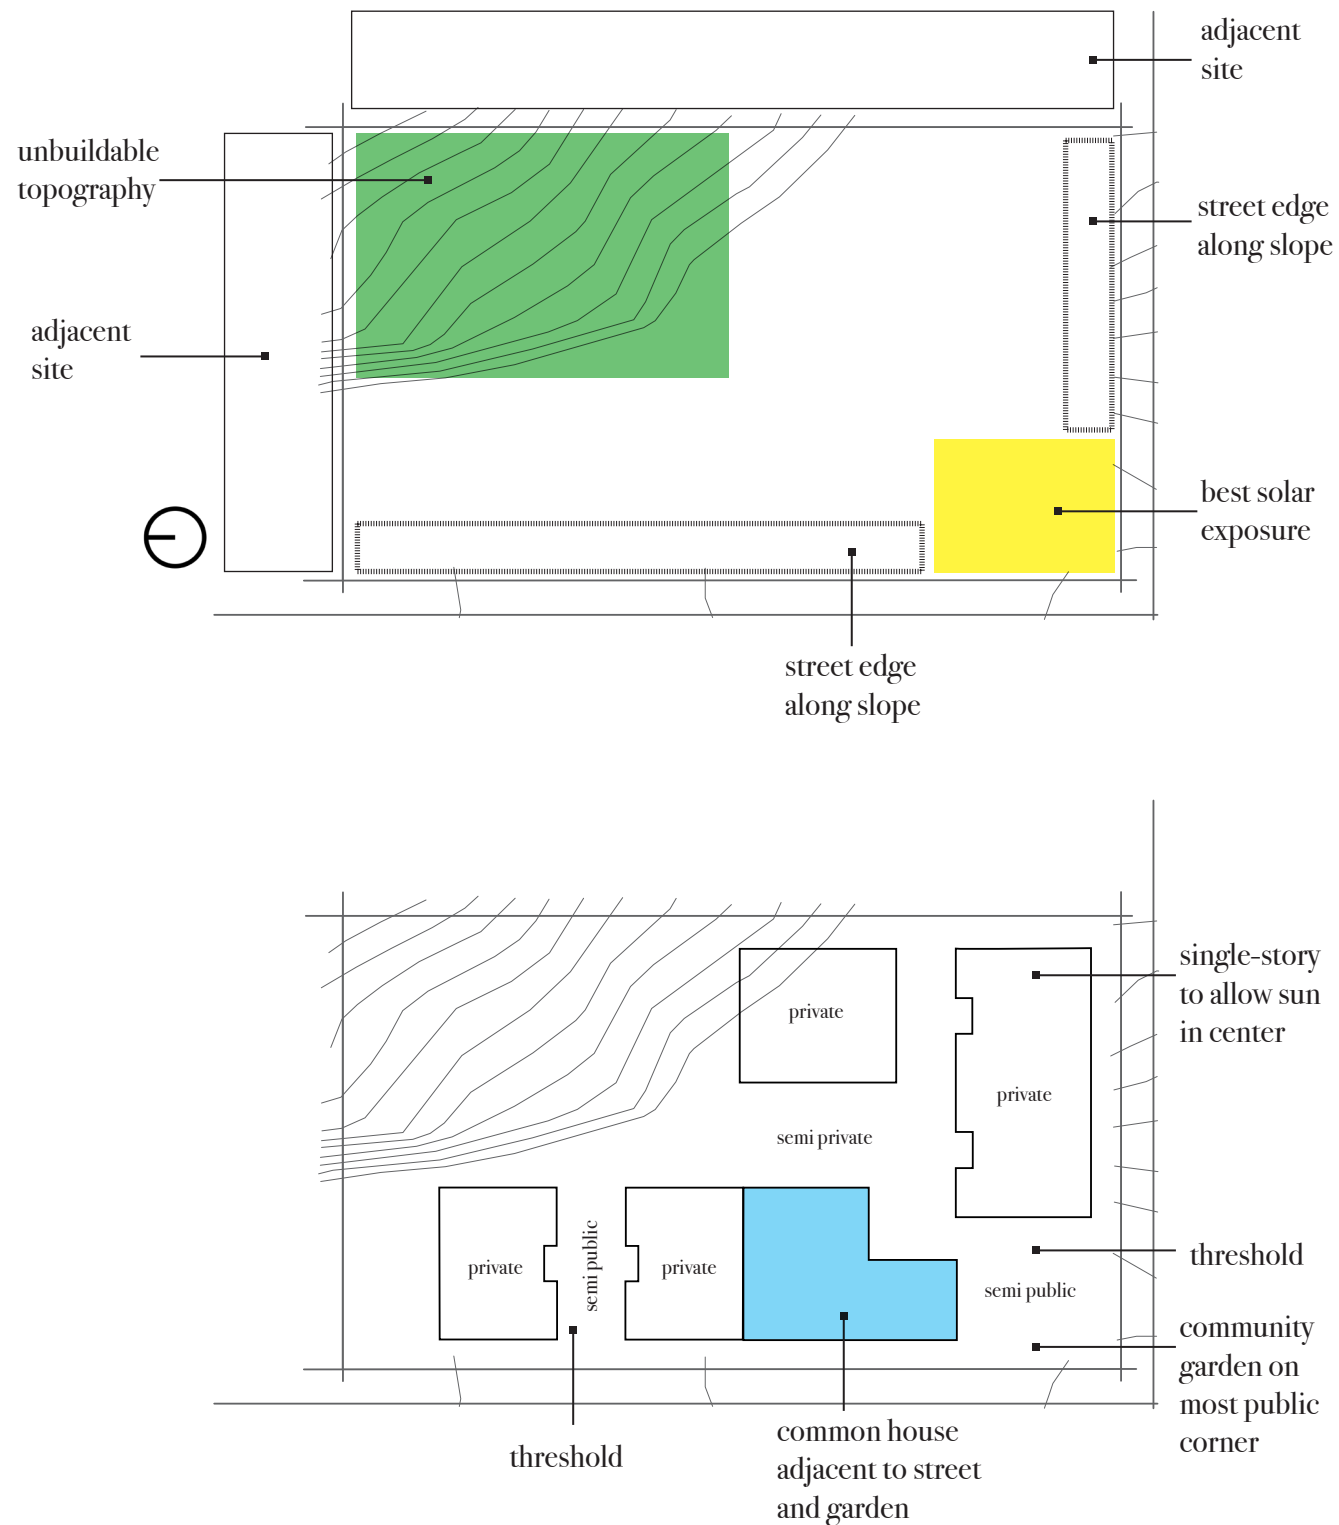 adjacent
site
unbuildable
topography
street edge
along slope
adjacent
site
best solar
exposure
street edge
along slope
single-story
to allow sun
in center
private
private
semi private
private
semi public
private
threshold
semi public
community
garden on
most public
corner
threshold
common house
adjacent to street
and garden